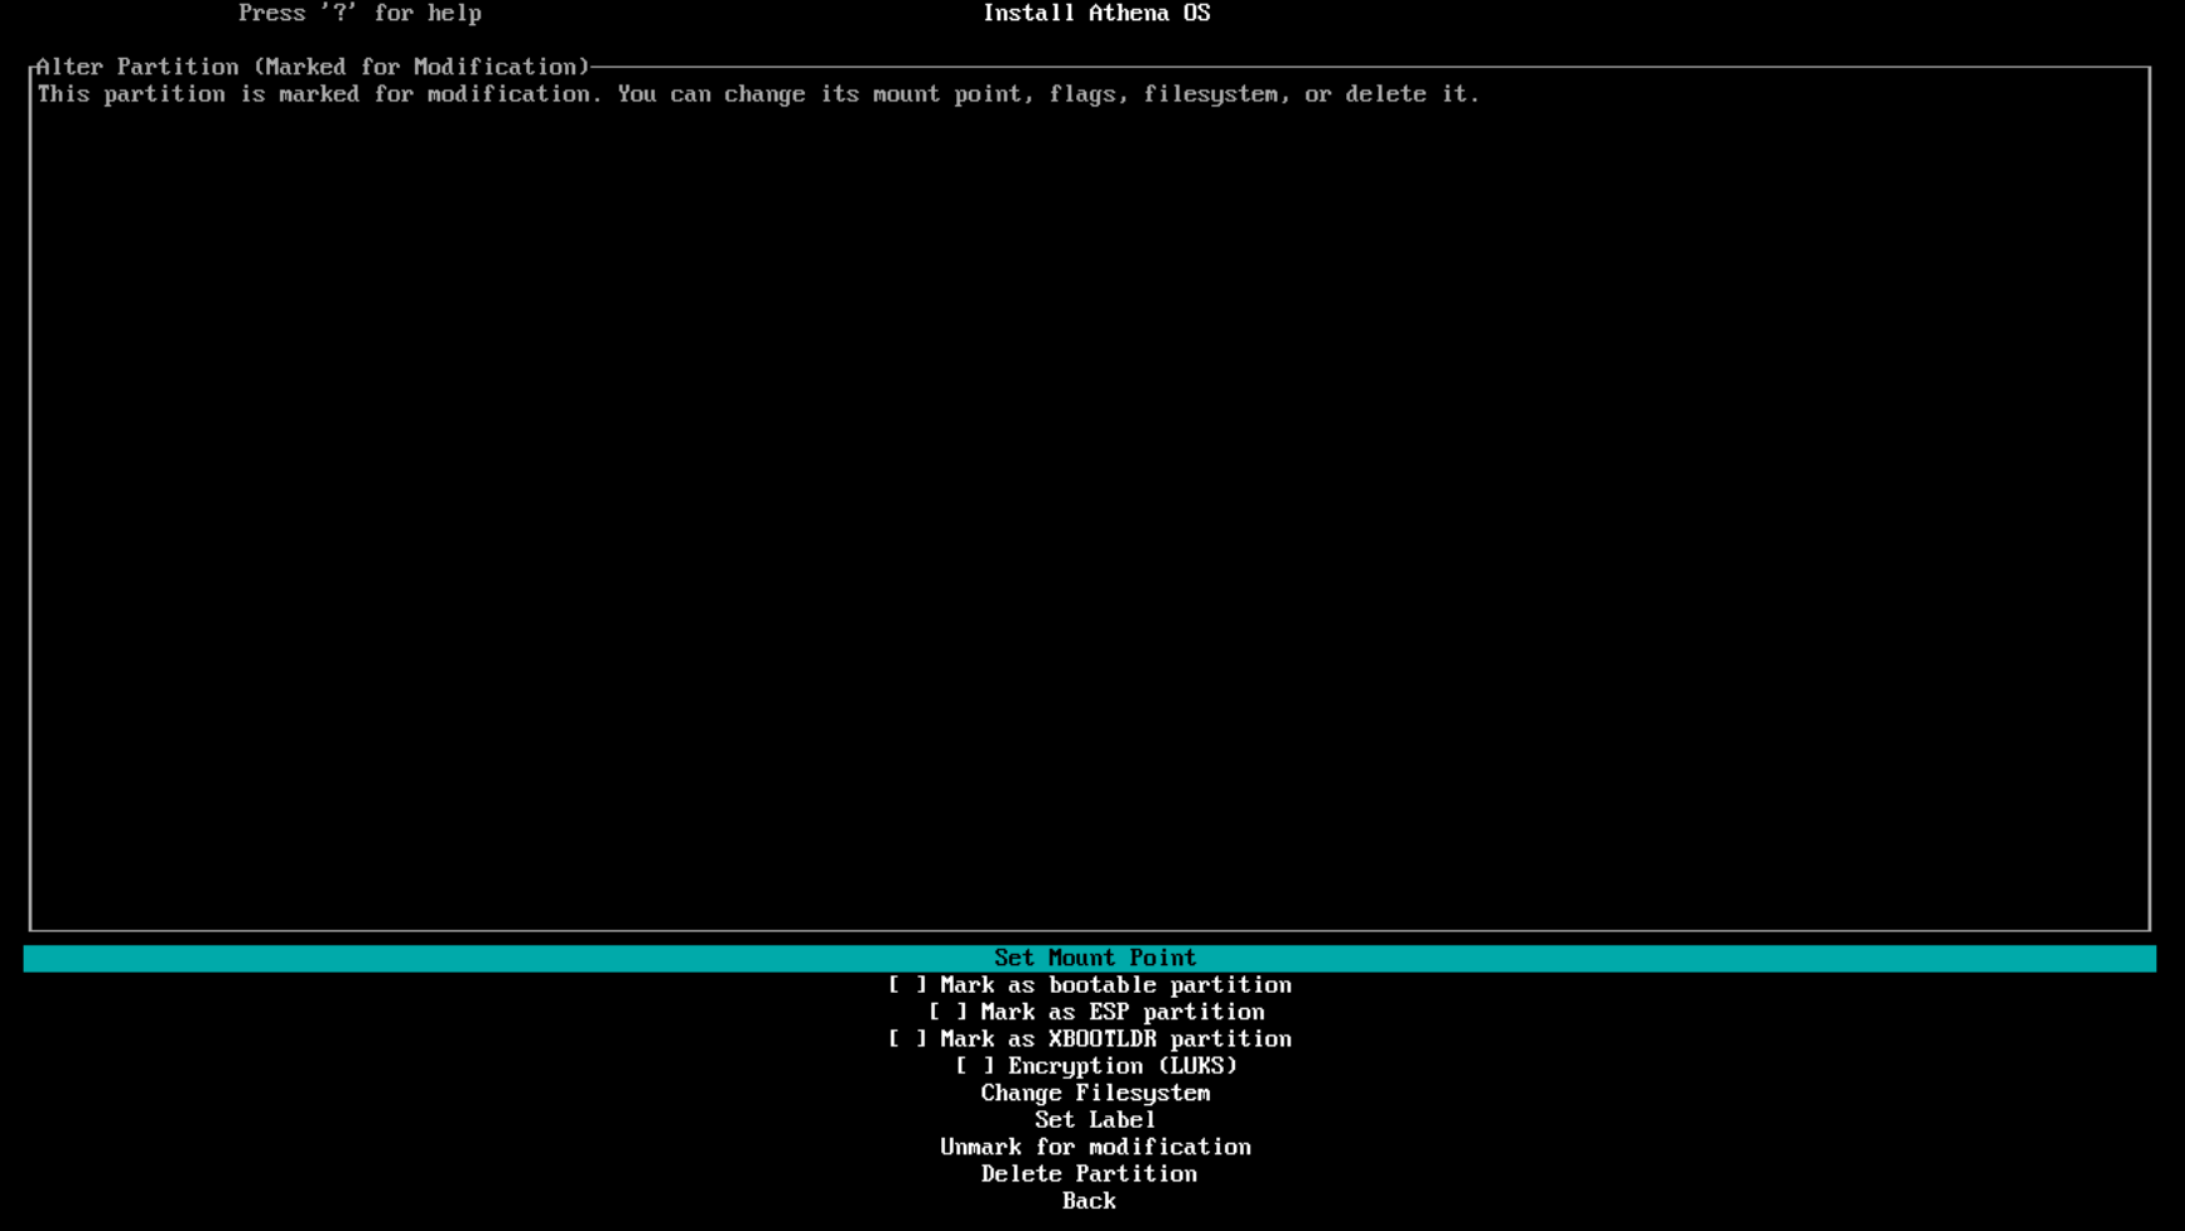 Press '?' for help
Install Athena OS
Alter Partition (Marked for Modification)
This partition is marked for modification. You can change its mount point, flags, filesystem, or delete it.
Set Mount Point
[ ] Mark as bootable partition
[ ] Mark as ESP partition
[ ] Mark as XBOOTLDR partition
[ ] Encryption (LUKS)
Change Filesystem
Set Label
Unmark for modification
Delete Partition
Back